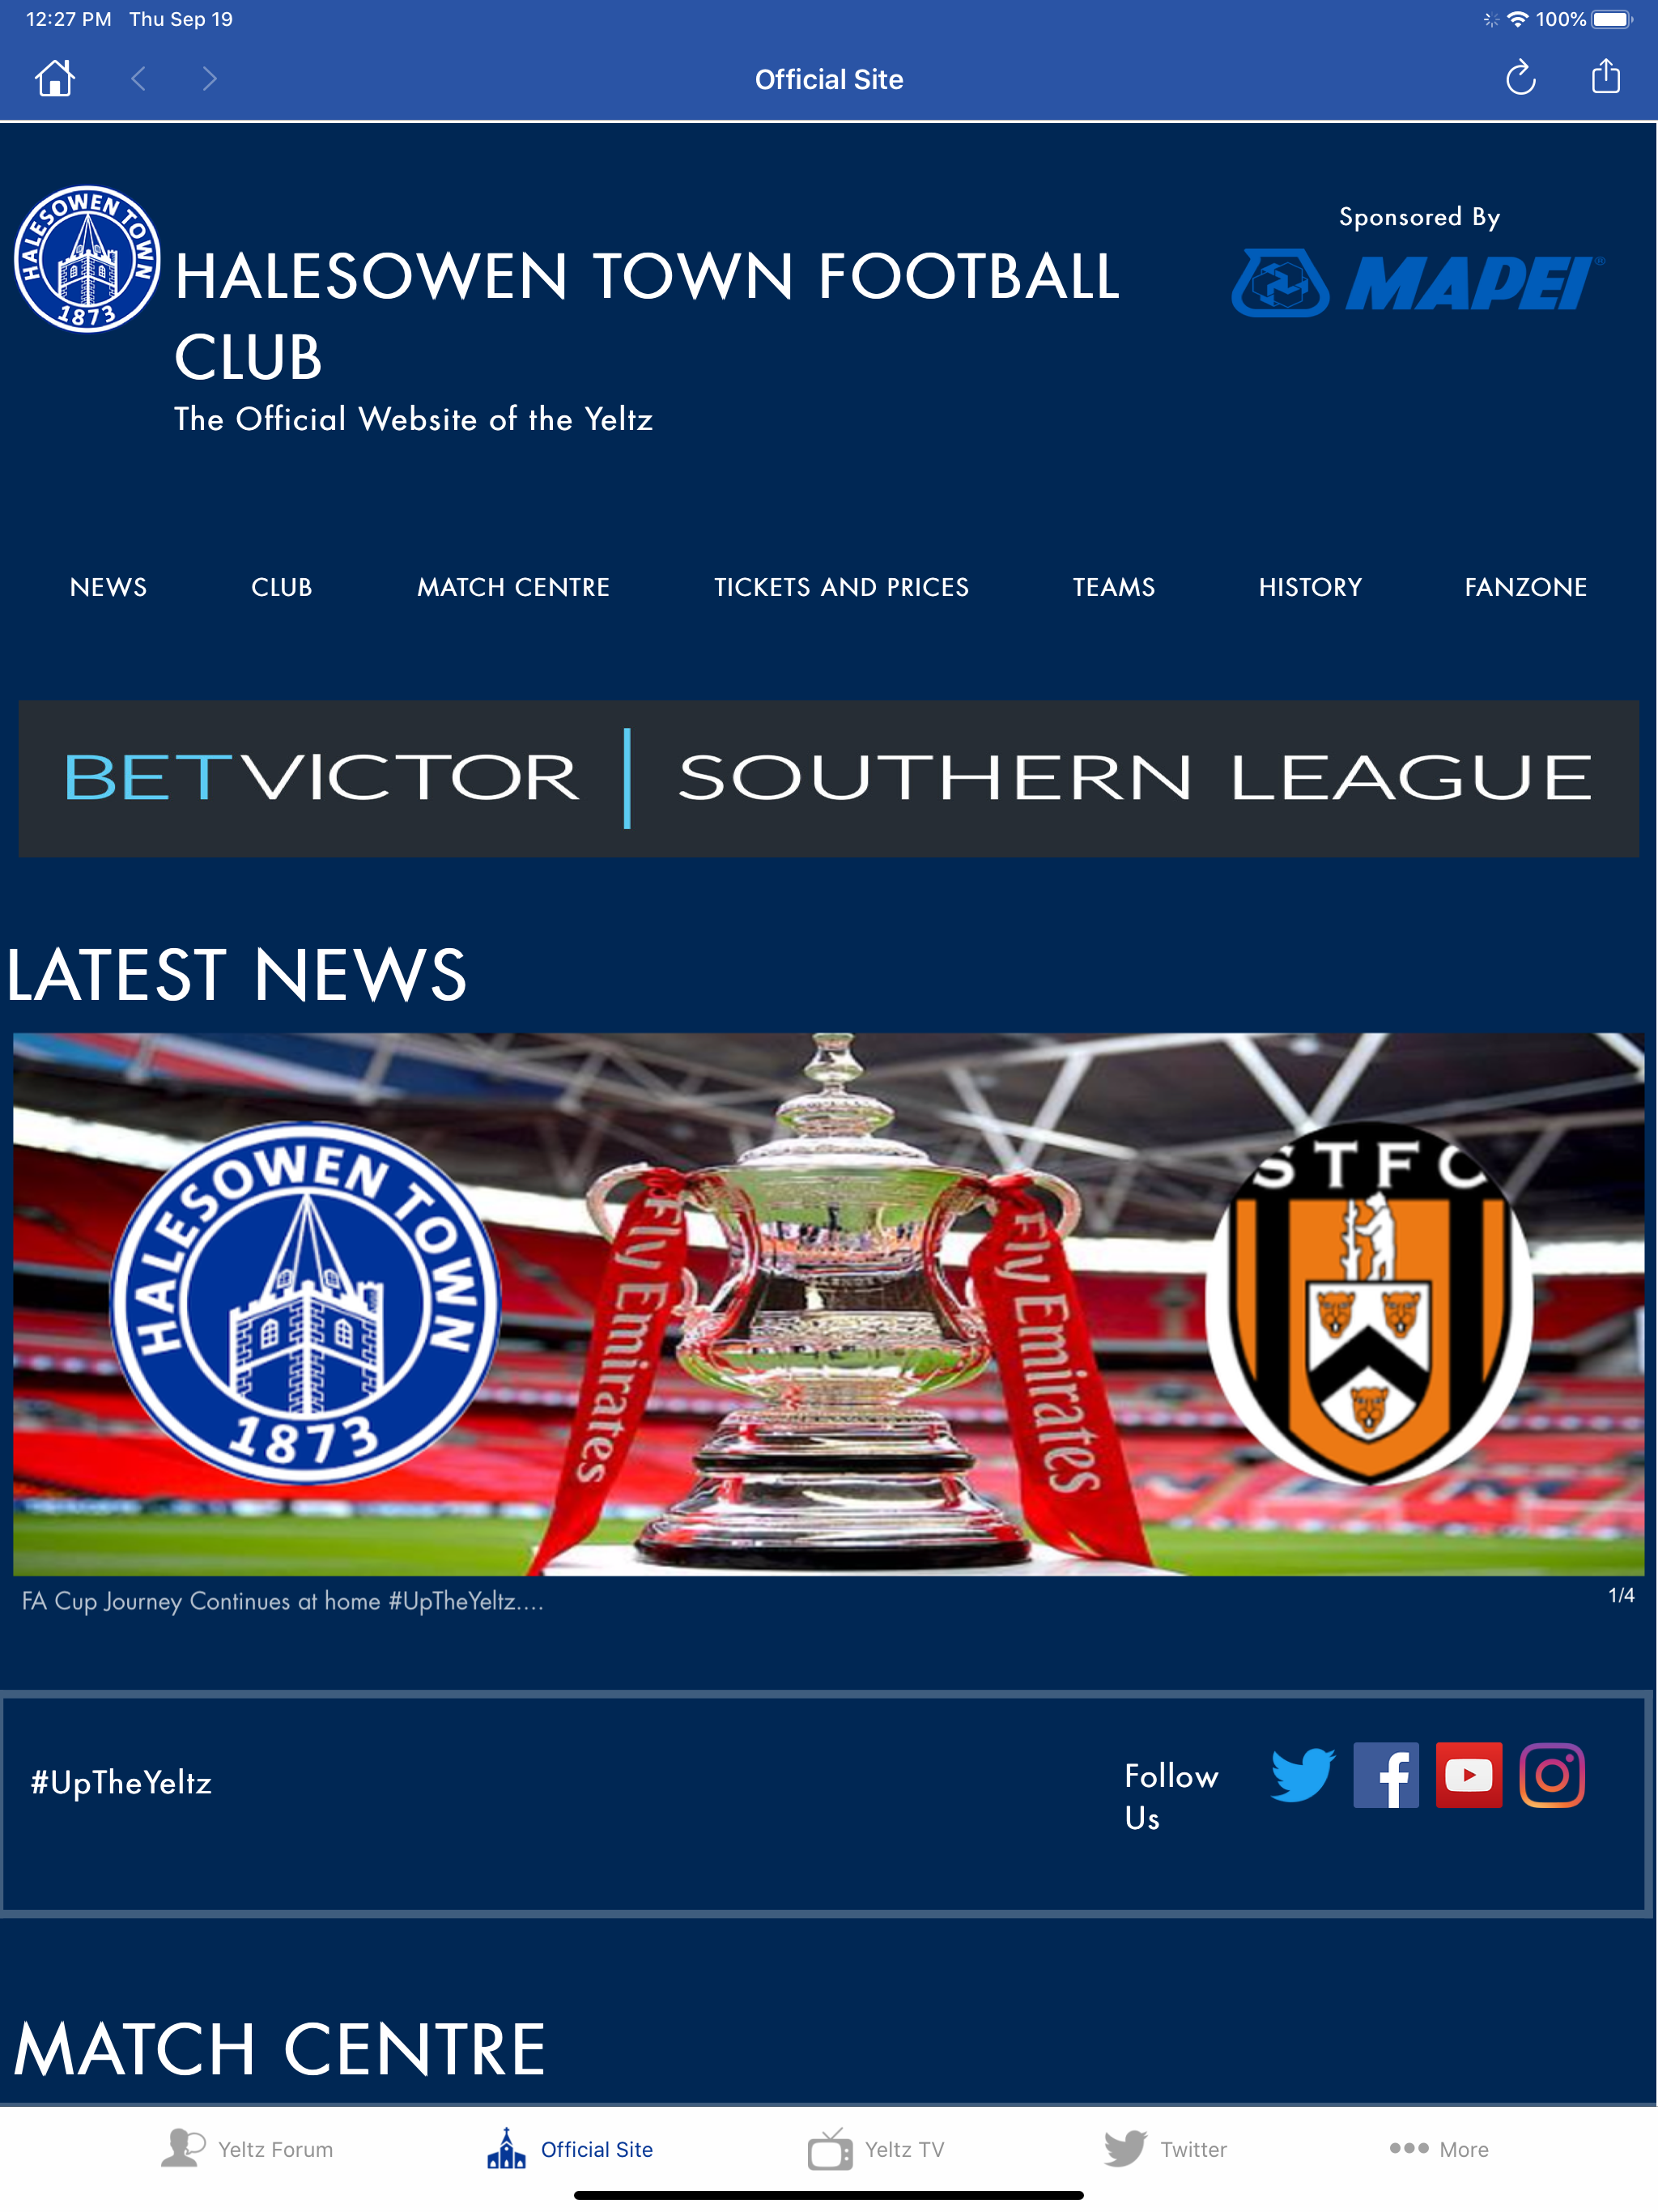 12:27 PM Thu Sep 19
100%
Official Site
HALESOWEN TOWN
1873
HALESOWEN TOWN FOOTBALL
CLUB
The Official Website of the Yeltz
Sponsored By
MAPEI®
NEWS CLUB MATCH CENTRE TICKETS AND PRICES TEAMS HISTORY FANZONE
BETVICTOR | SOUTHERN LEAGUE
LATEST NEWS
HALESOWEN TOWN
1873
Fly Emirates
Fly Emirates
STFC
FA Cup Journey Continues at home #UpTheYeltz....
1/4
#UpTheYeltz
Follow
Us
MATCH CENTRE
Yeltz Forum Official Site Yeltz TV Twitter More